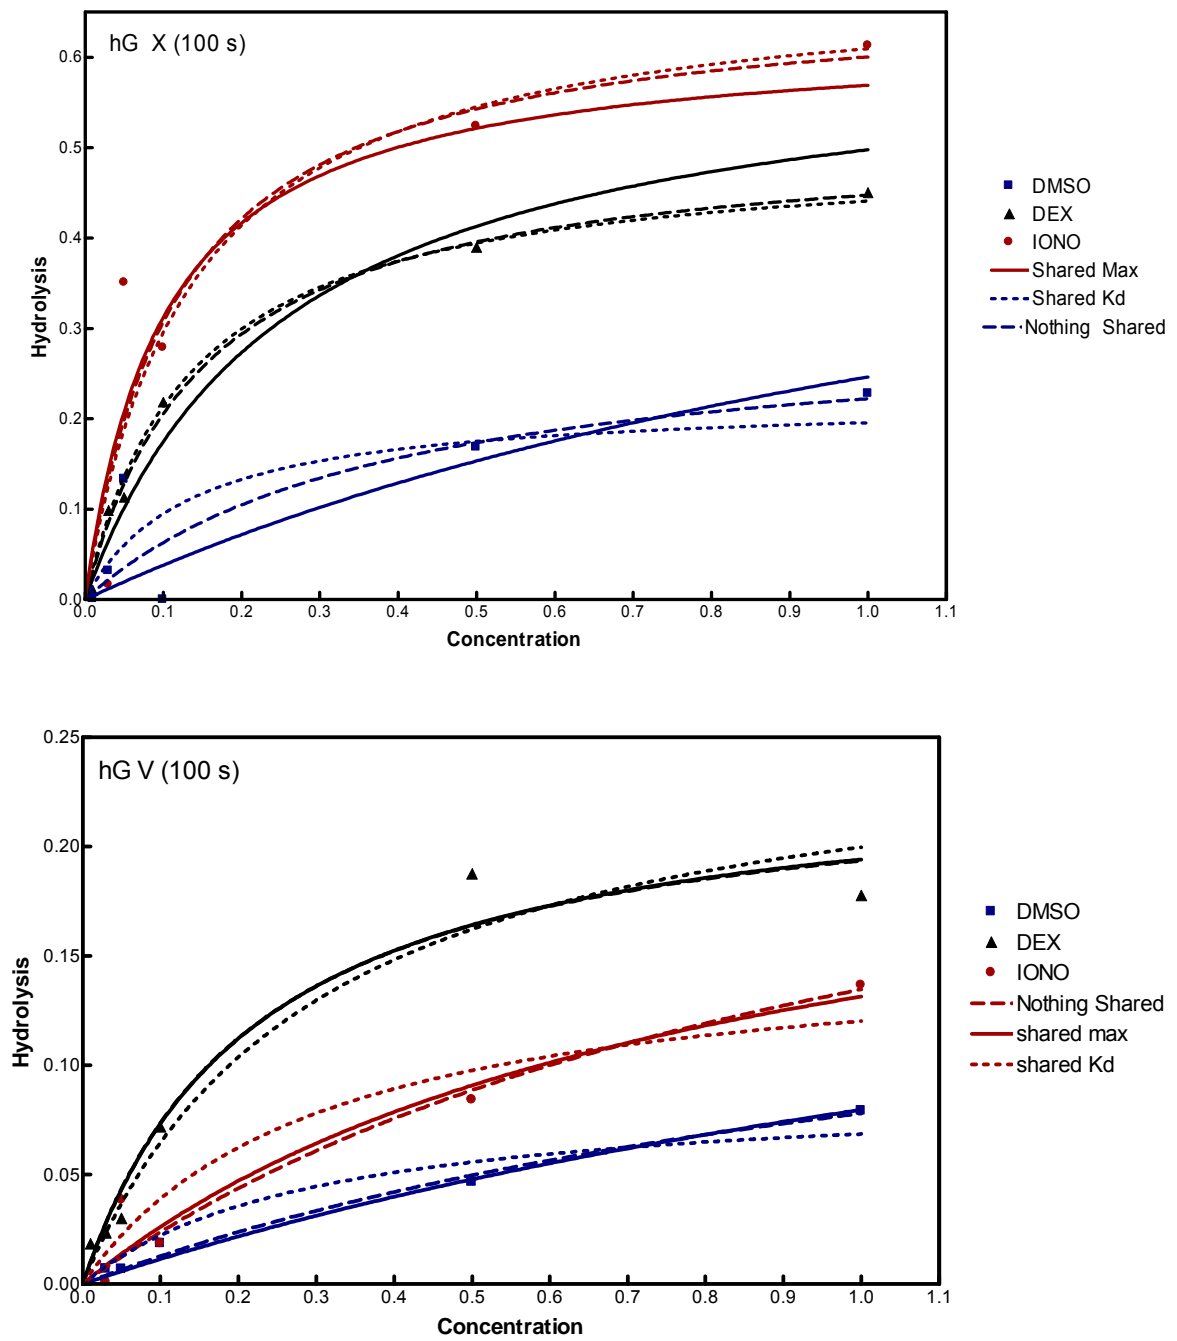 hG X (100 s)
0.6
0.5
0.4
0.3
0.2
0.1
0.0
Hydrolysis
0.0 0.1 0.2 0.3 0.4 0.5 0.6 0.7 0.8 0.9 1.0 1.1
Concentration
DMSO
DEX
IONO
Shared Max
Shared Kd
Nothing Shared
hG V (100 s)
0.25
0.20
0.15
0.10
0.05
0.00
Hydrolysis
0.0 0.1 0.2 0.3 0.4 0.5 0.6 0.7 0.8 0.9 1.0 1.1
Concentration
DMSO
DEX
IONO
Nothing Shared
shared max
shared Kd